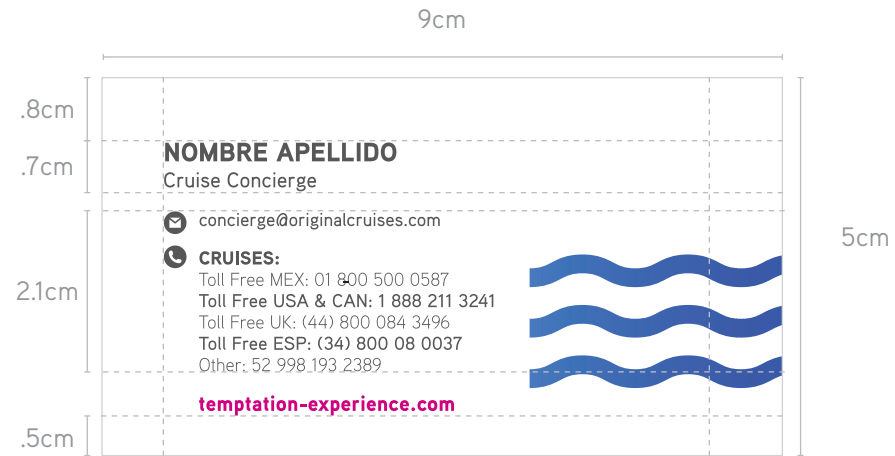 9cm
.8cm
.7cm
NOMBRE APELLIDO
Cruise Concierge
concierge@originalcruises.com
5cm
2.1cm
CRUISES:
Toll Free MEX: 01 800 500 0587
Toll Free USA & CAN: 1 888 211 3241
Toll Free UK: (44) 800 084 3496
Toll Free ESP: (34) 800 08 0037
Other: 52 998 193 2389
temptation-experience.com
.5cm